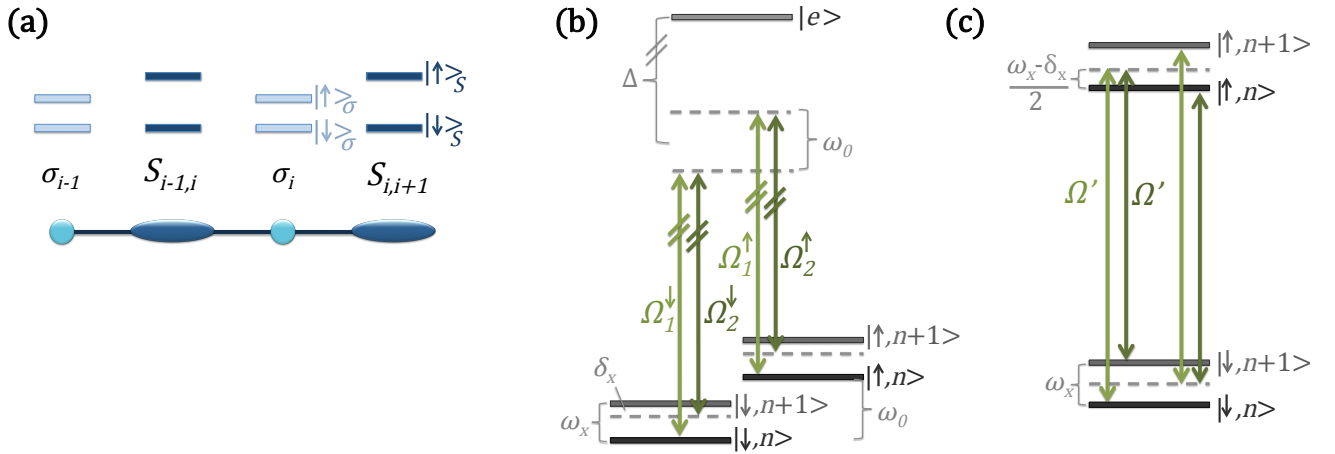 (a)
|↑>S
|↑>σ
|↓>σ
|↓>S
σi-1
Si-1,i
σi
Si,i+1
(b)
|e>
Δ
ω0
Ω1↑
Ω2↑
Ω1↓
Ω2↓
|↑,n+1>
|↑,n>
δx
|↓,n+1>
ωx
|↓,n>
ω0
(c)
|↑,n+1>
ωx-δx
2
|↑,n>
Ω’
Ω’
|↓,n+1>
ωx
|↓,n>